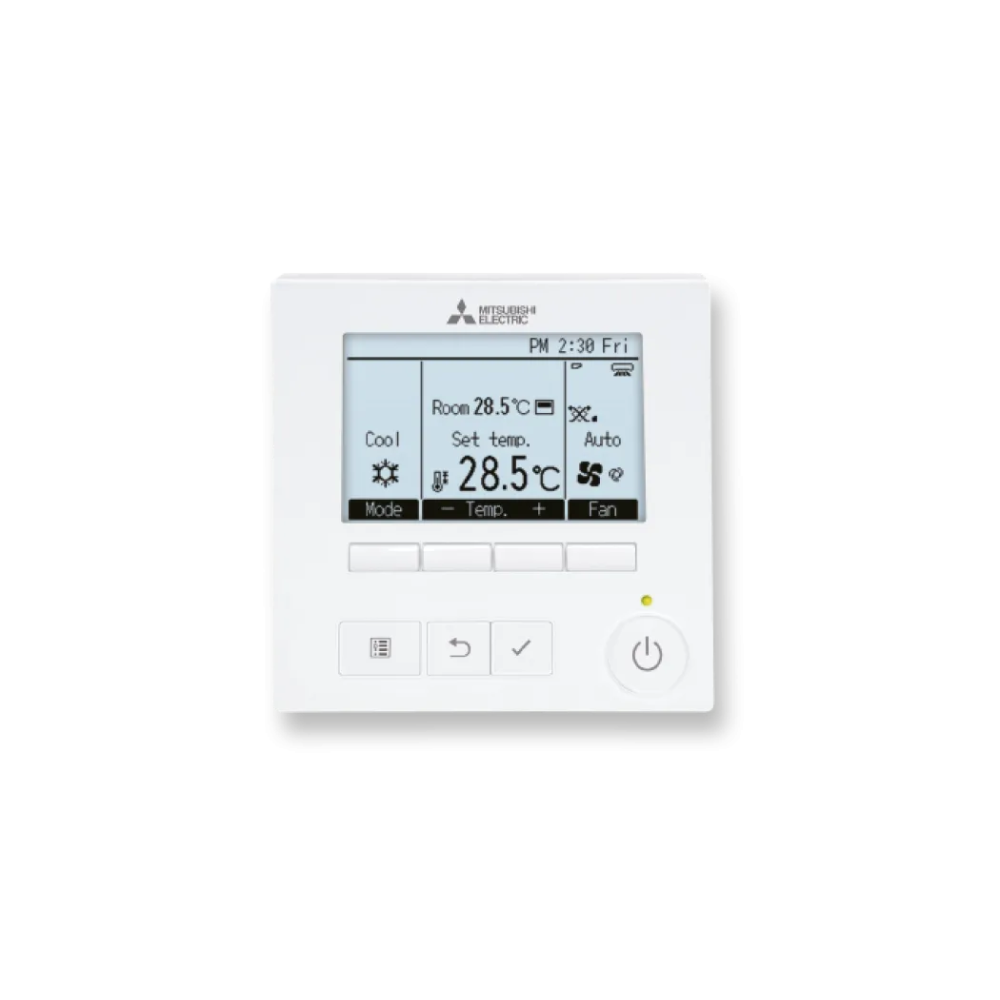 MITSUBISHI
ELECTRIC
PM 2:30 Fri
Room 28.5°C
Cool Set temp. Auto
28.5°C
Mode − Temp. + Fan